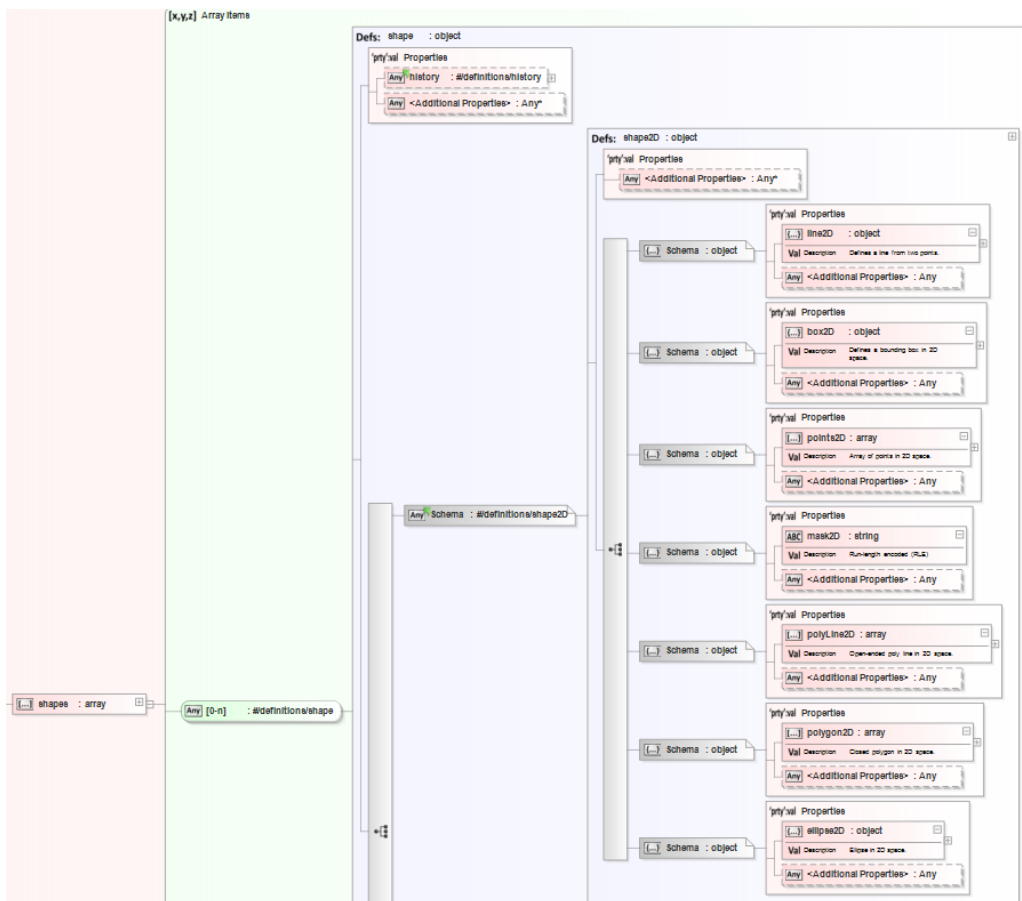 [x,y,z] Array Items
Defs: shape : object
'prty':val Properties
Any history : #/definitions/history
Any <Additional Properties> : Any*
Defs: shape2D : object
'prty':val Properties
Any <Additional Properties> : Any*
'prty':val Properties
{...} Schema : object
{...} line2D : object
Val Description Defines a line from two points.
Any <Additional Properties> : Any
'prty':val Properties
{...} Schema : object
{...} box2D : object
Val Description Defines a bounding box in 2D
space.
Any <Additional Properties> : Any
'prty':val Properties
{...} Schema : object
[...] points2D : array
Val Description Array of points in 2D space.
Any <Additional Properties> : Any
Any Schema : #/definitions/shape2D
'prty':val Properties
{...} Schema : object
ABC mask2D : string
Val Description Run-length encoded (RLE)
Any <Additional Properties> : Any
'prty':val Properties
{...} Schema : object
[...] polyLine2D : array
Val Description Open-ended poly line in 2D space.
Any <Additional Properties> : Any
[...] shapes : array
Any [0-n] : #/definitions/shape
'prty':val Properties
{...} Schema : object
[...] polygon2D : array
Val Description Closed polygon in 2D space.
Any <Additional Properties> : Any
'prty':val Properties
{...} Schema : object
{...} ellipse2D : object
Val Description Ellipse in 2D space.
Any <Additional Properties> : Any